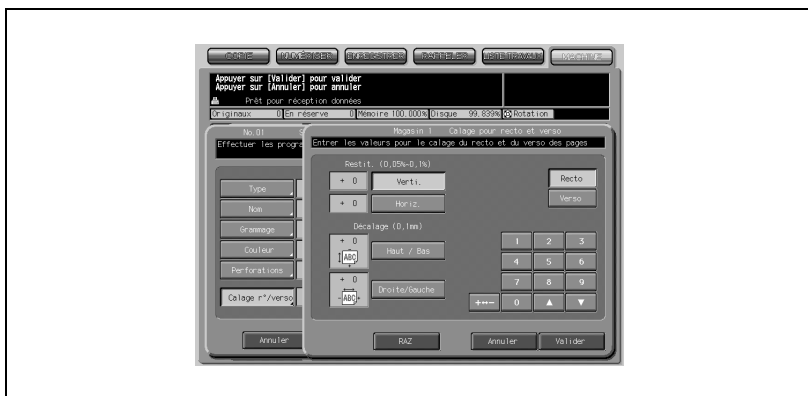 COPIE NUMÉRISER ENREGISTRER RAPPELER LISTE TRAVAUX MACHINE
Appuyer sur [Valider] pour valider
Appuyer sur [Annuler] pour annuler
Prêt pour réception données
Originaux 0 En réserve 0 Mémoire 100.000% Disque 99.839% Rotation
No.01
Magasin 1 Calage pour recto et verso
Effectuer les progra
Entrer les valeurs pour le calage du recto et du verso des pages
Restit. (0,05%-0,1%)
+ 0 Verti. Recto
+ 0 Horiz. Verso
Type
Nom
Grammage
Couleur
Perforations
Calage r°/verso
Décalage (0,1mm)
+ 0
ABC Haut / Bas
+ 0
ABC Droite/Gauche
1 2 3
4 5 6
7 8 9
+↔- 0 ▲ ▼
Annuler RAZ Annuler Valider